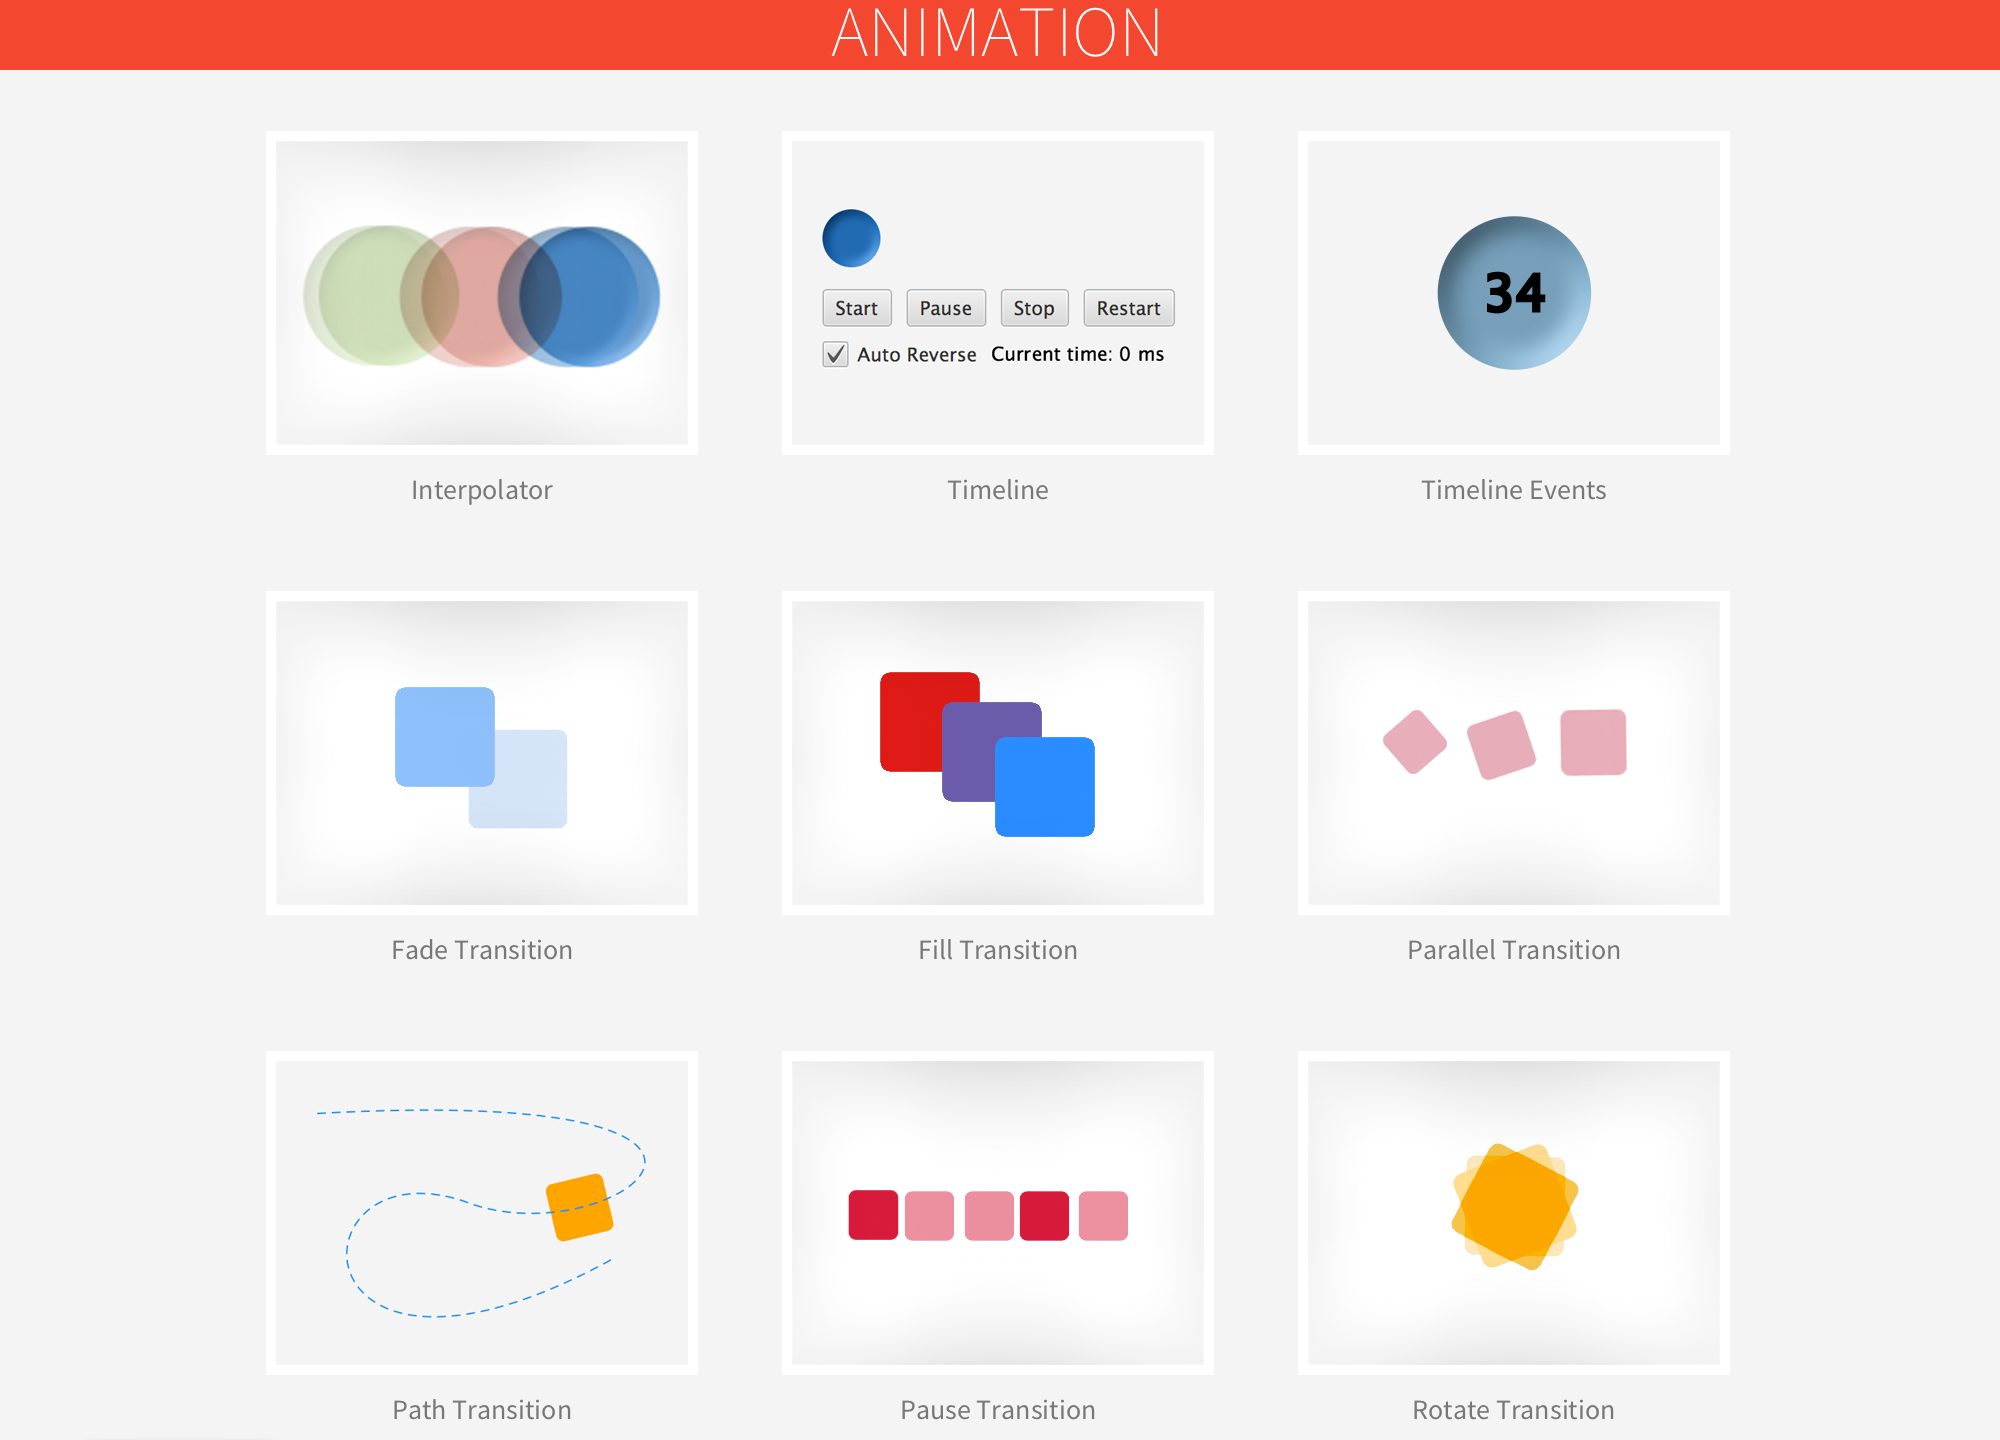 ANIMATION
Start Pause Stop Restart
Auto Reverse Current time: 0 ms
34
Interpolator
Timeline
Timeline Events
Fade Transition
Fill Transition
Parallel Transition
Path Transition
Pause Transition
Rotate Transition